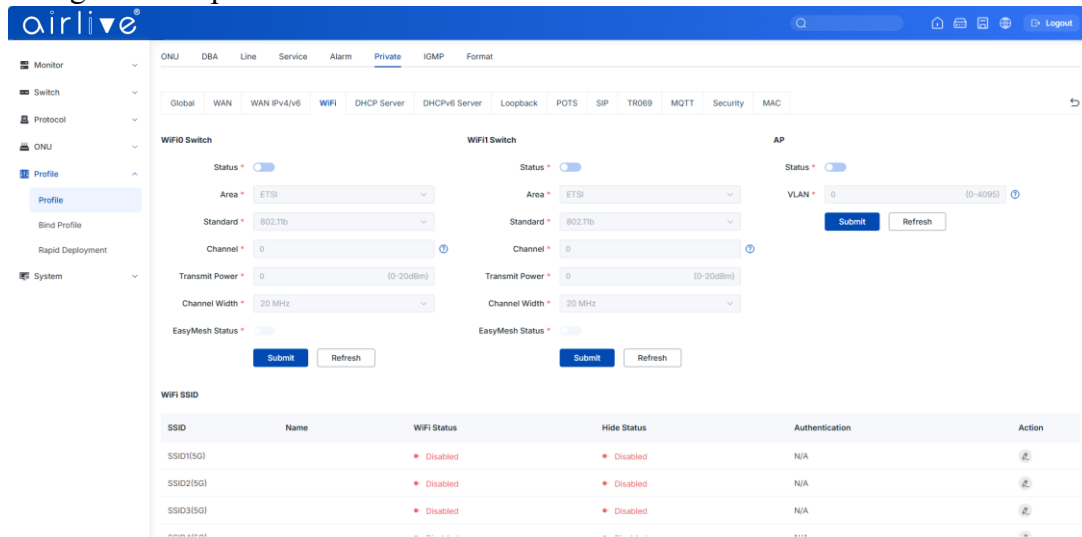 airlive®
Logout
Monitor
Switch
Protocol
ONU
Profile
Profile
Bind Profile
Rapid Deployment
System
ONU DBA Line Service Alarm Private IGMP Format
Global WAN WAN IPv4/v6 WiFi DHCP Server DHCPv6 Server Loopback POTS SIP TR069 MQTT Security MAC
WiFi0 Switch WiFi1 Switch AP
Status * Status * Status *
Area * ETSI Area * ETSI VLAN * 0 (0-4095)
Standard * 802.11b Standard * 802.11b Submit Refresh
Channel * 0 Channel * 0
Transmit Power * 0 (0-20dBm) Transmit Power * 0 (0-20dBm)
Channel Width * 20 MHz Channel Width * 20 MHz
EasyMesh Status * EasyMesh Status *
Submit Refresh Submit Refresh
WiFi SSID
SSID Name WiFi Status Hide Status Authentication Action
SSID1(5G) Disabled Disabled N/A
SSID2(5G) Disabled Disabled N/A
SSID3(5G) Disabled Disabled N/A